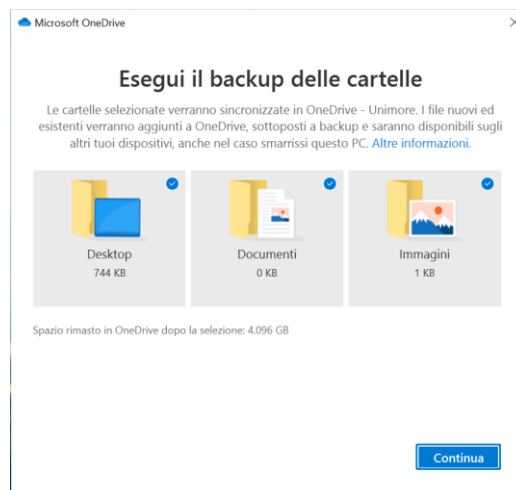 Microsoft OneDrive
Esegui il backup delle cartelle
Le cartelle selezionate verranno sincronizzate in OneDrive - Unimore. I file nuovi ed
esistenti verranno aggiunti a OneDrive, sottoposti a backup e saranno disponibili sugli
altri tuoi dispositivi, anche nel caso smarrissi questo PC. Altre informazioni.
Desktop
744 KB
Documenti
0 KB
Immagini
1 KB
Spazio rimasto in OneDrive dopo la selezione: 4.096 GB
Continua